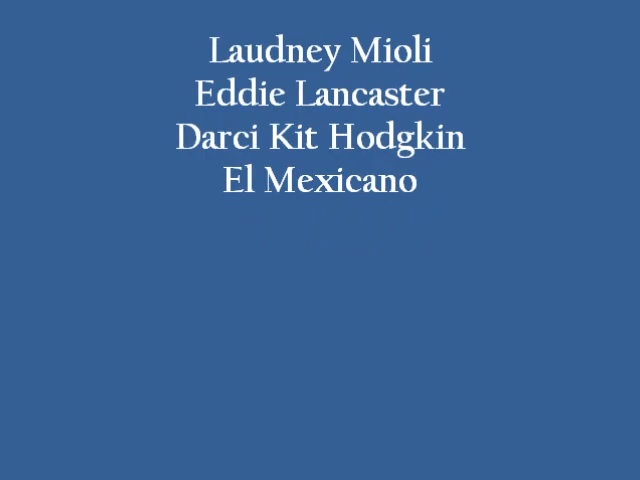 Laudney Mioli
Eddie Lancaster
Darci Kit Hodgkin
El Mexicano